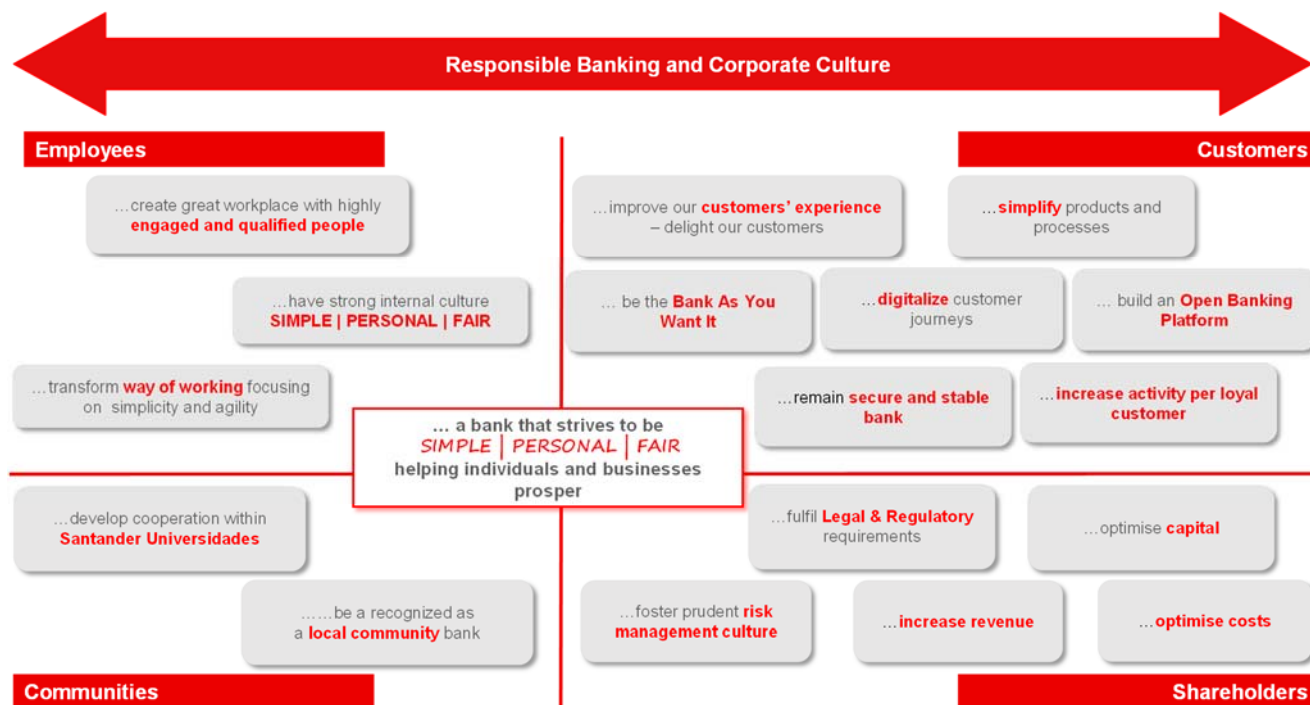 Responsible Banking and Corporate Culture
Employees
…create great workplace with highly
engaged and qualified people
…have strong internal culture
SIMPLE | PERSONAL | FAIR
…transform way of working focusing
on simplicity and agility
Customers
…improve our customers’ experience
– delight our customers
…simplify products and
processes
… be the Bank As You
Want It
…digitalize customer
journeys
… build an Open Banking
Platform
…remain secure and stable
bank
…increase activity per loyal
customer
… a bank that strives to be
SIMPLE | PERSONAL | FAIR
helping individuals and businesses
prosper
…develop cooperation within
Santander Universidades
……be a recognized as
a local community bank
Communities
…fulfil Legal & Regulatory
requirements
…optimise capital
…foster prudent risk
management culture
…increase revenue
…optimise costs
Shareholders